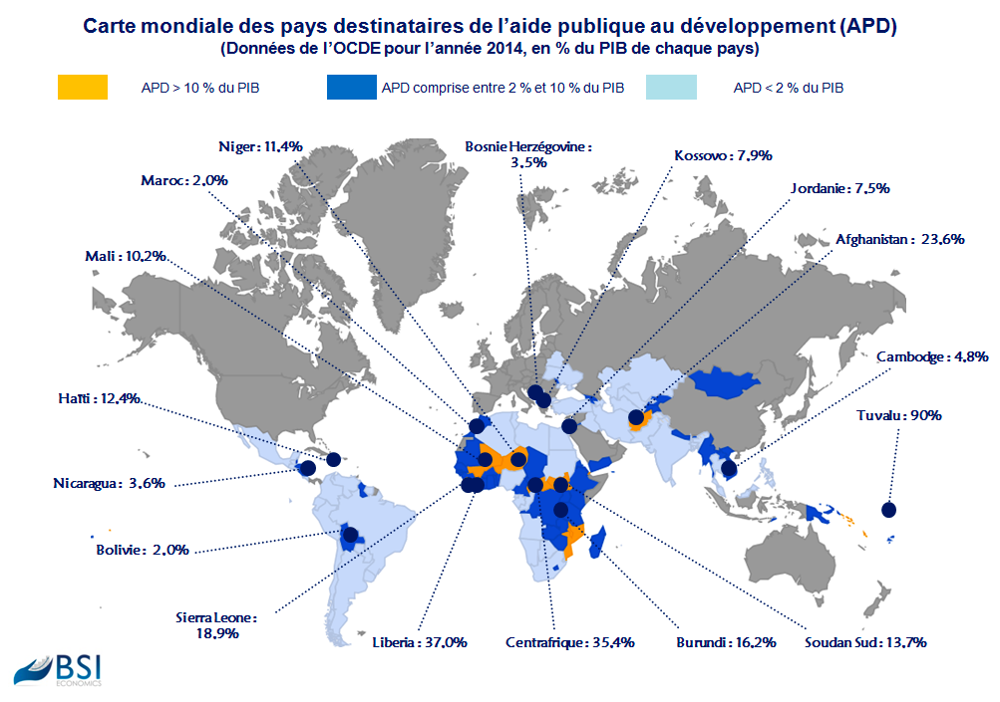 Carte mondiale des pays destinataires de l’aide publique au développement (APD)
(Données de l’OCDE pour l’année 2014, en % du PIB de chaque pays)
APD > 10 % du PIB
APD comprise entre 2 % et 10 % du PIB
APD < 2 % du PIB
Niger : 11,4%
Bosnie Herzégovine :
3,5%
Kossovo : 7,9%
Maroc : 2,0%
Jordanie : 7,5%
Afghanistan : 23,6%
Mali : 10,2%
Cambodge : 4,8%
Haïti : 12,4%
Tuvalu : 90%
Nicaragua : 3,6%
Bolivie : 2,0%
Sierra Leone :
18,9%
Liberia : 37,0%
Centrafrique : 35,4%
Burundi : 16,2%
Soudan Sud : 13,7%
BSI
ECONOMICS